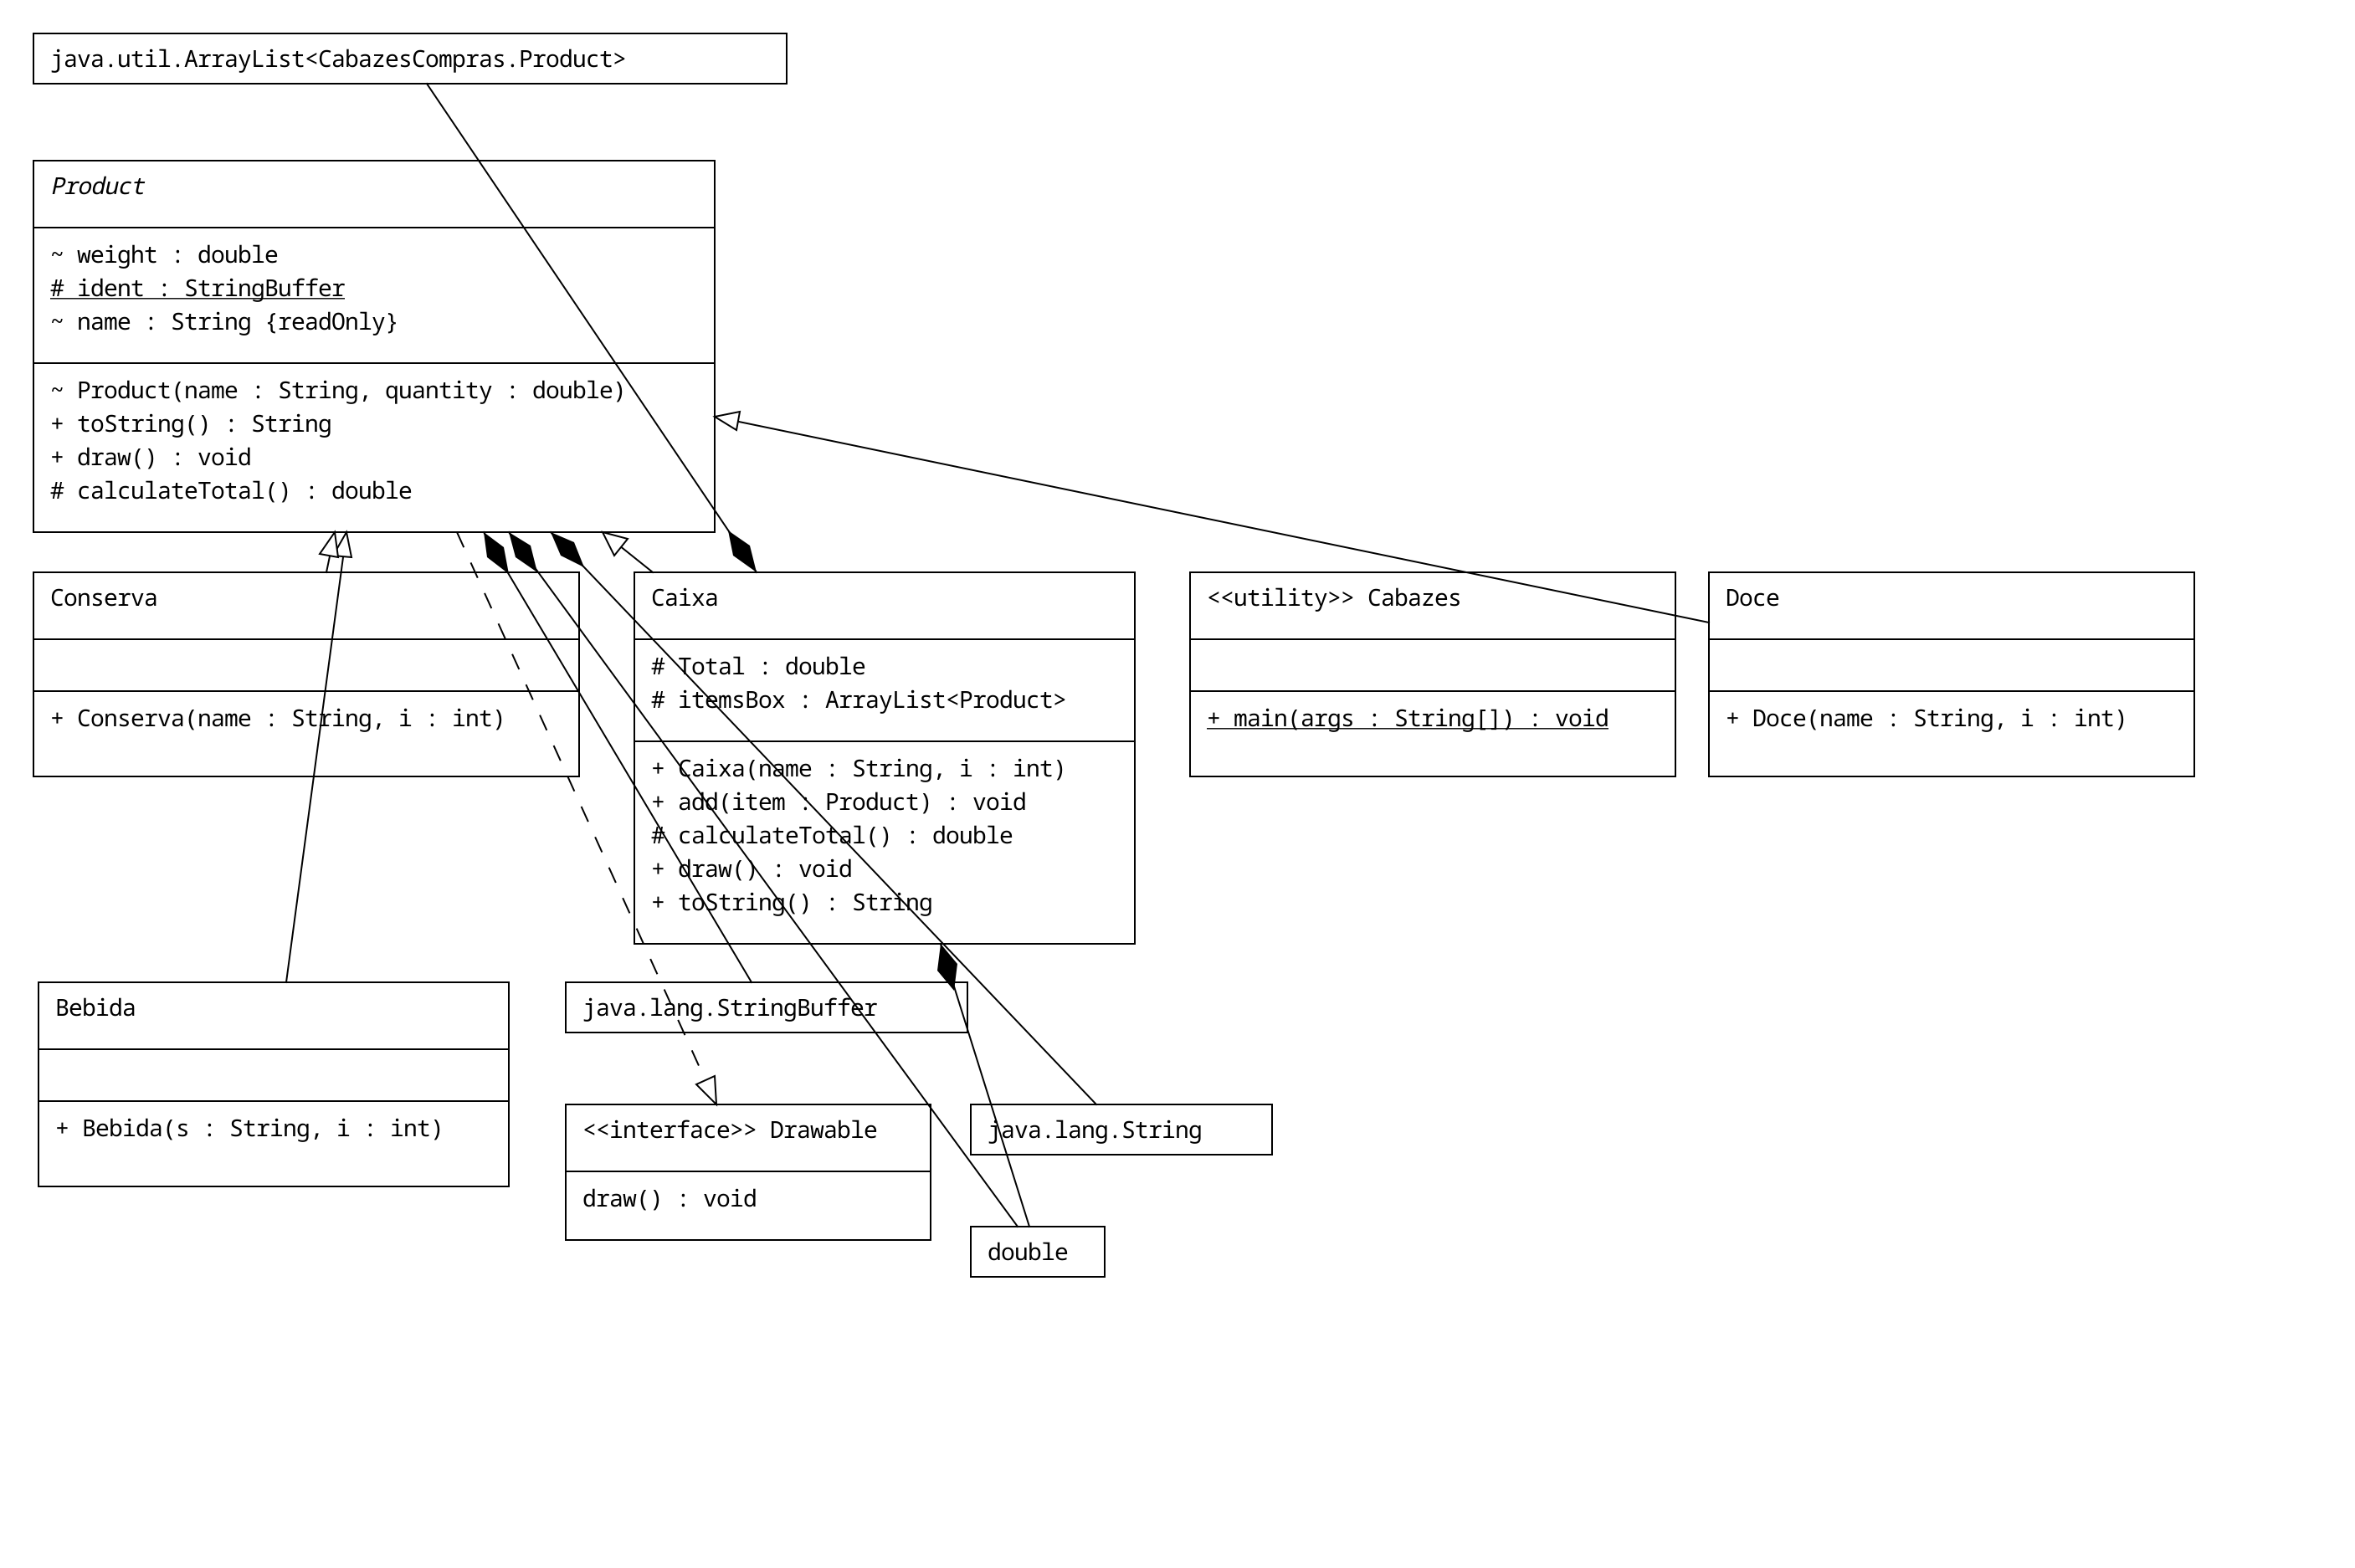 java.util.ArrayList<CabazesCompras.Product>
Product
~ weight : double
# ident : StringBuffer
~ name : String {readOnly}
~ Product(name : String, quantity : double)
+ toString() : String
+ draw() : void
# calculateTotal() : double
Conserva
+ Conserva(name : String, i : int)
Caixa
# Total : double
# itemsBox : ArrayList<Product>
+ Caixa(name : String, i : int)
+ add(item : Product) : void
# calculateTotal() : double
+ draw() : void
+ toString() : String
<<utility>> Cabazes
+ main(args : String[]) : void
Doce
+ Doce(name : String, i : int)
Bebida
+ Bebida(s : String, i : int)
java.lang.StringBuffer
<<interface>> Drawable
draw() : void
java.lang.String
double